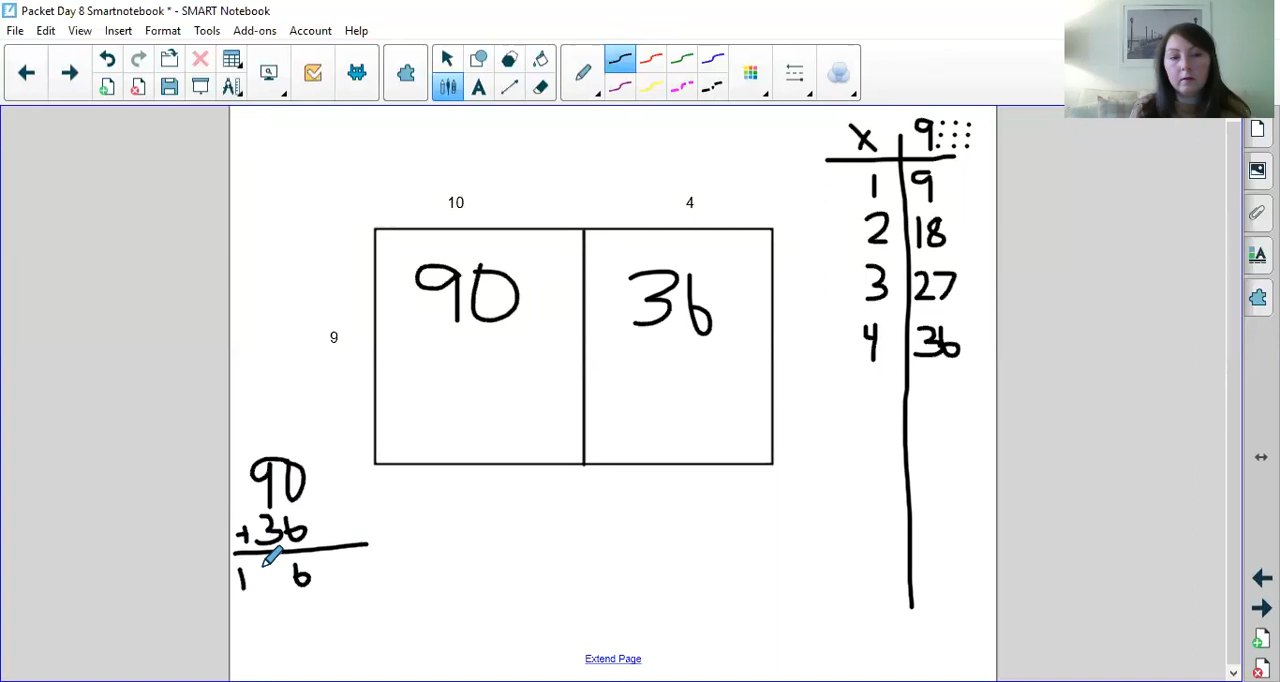 Packet Day 8 Smartnotebook * - SMART Notebook
File Edit View Insert Format Tools Add-ons Account Help
x 9
1 9
2 18
3 27
4 36
10 4
9
90 36
90
+36
1 6
Extend Page